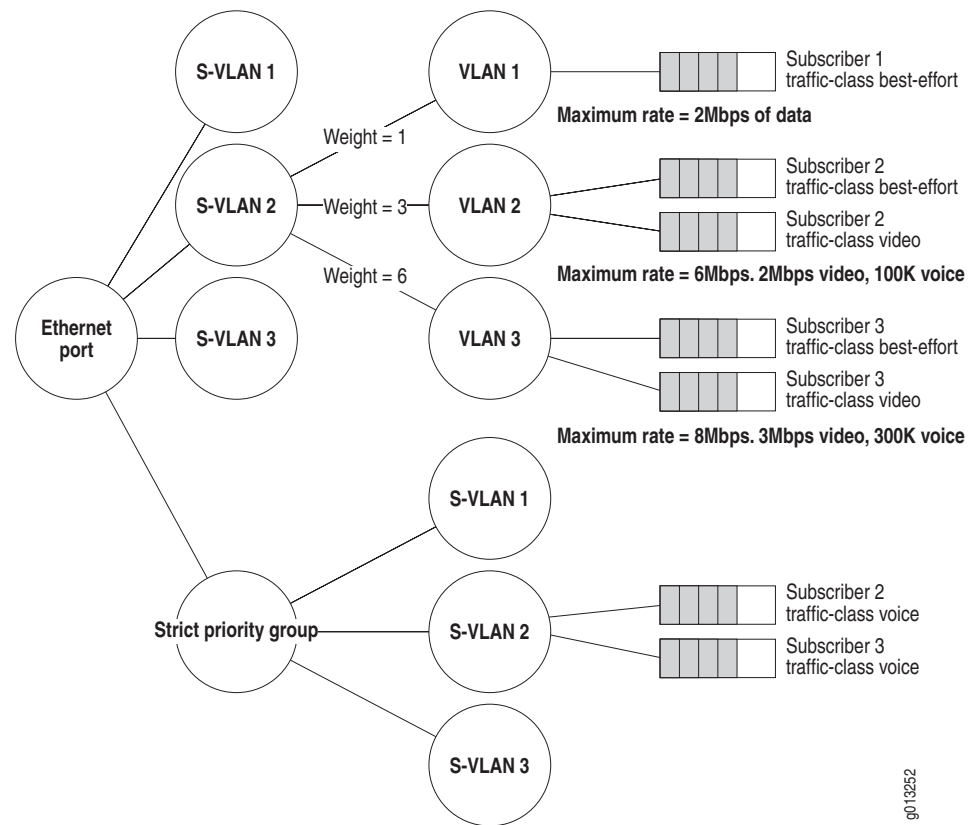 S-VLAN 1
VLAN 1
Subscriber 1
traffic-class best-effort
Maximum rate = 2Mbps of data
Weight = 1
S-VLAN 2
Weight = 3
VLAN 2
Subscriber 2
traffic-class best-effort
Subscriber 2
traffic-class video
Maximum rate = 6Mbps. 2Mbps video, 100K voice
Weight = 6
Ethernet
port
S-VLAN 3
VLAN 3
Subscriber 3
traffic-class best-effort
Subscriber 3
traffic-class video
Maximum rate = 8Mbps. 3Mbps video, 300K voice
S-VLAN 1
Strict priority group
S-VLAN 2
Subscriber 2
traffic-class voice
Subscriber 3
traffic-class voice
S-VLAN 3
g013252